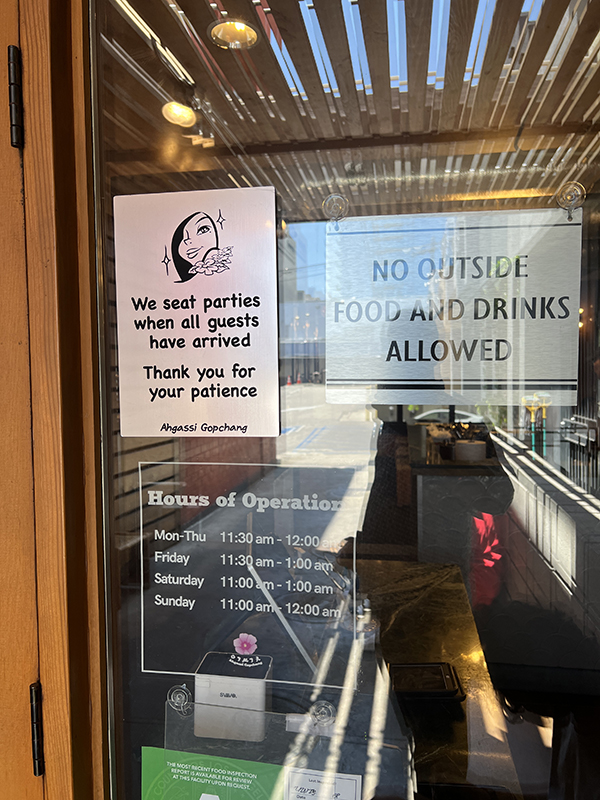 We seat parties
when all guests
have arrived
Thank you for
your patience
Ahgassi Gopchang
NO OUTSIDE
FOOD AND DRINKS
ALLOWED
Hours of Operation
Mon-Thu 11:30 am - 12:00 am
Friday 11:30 am - 1:00 am
Saturday 11:00 am - 1:00 am
Sunday 11:00 am - 12:00 am
THE MOST RECENT FOOD INSPECTION
REPORT IS AVAILABLE FOR REVIEW
AT THIS FACILITY UPON REQUEST.
A
Date